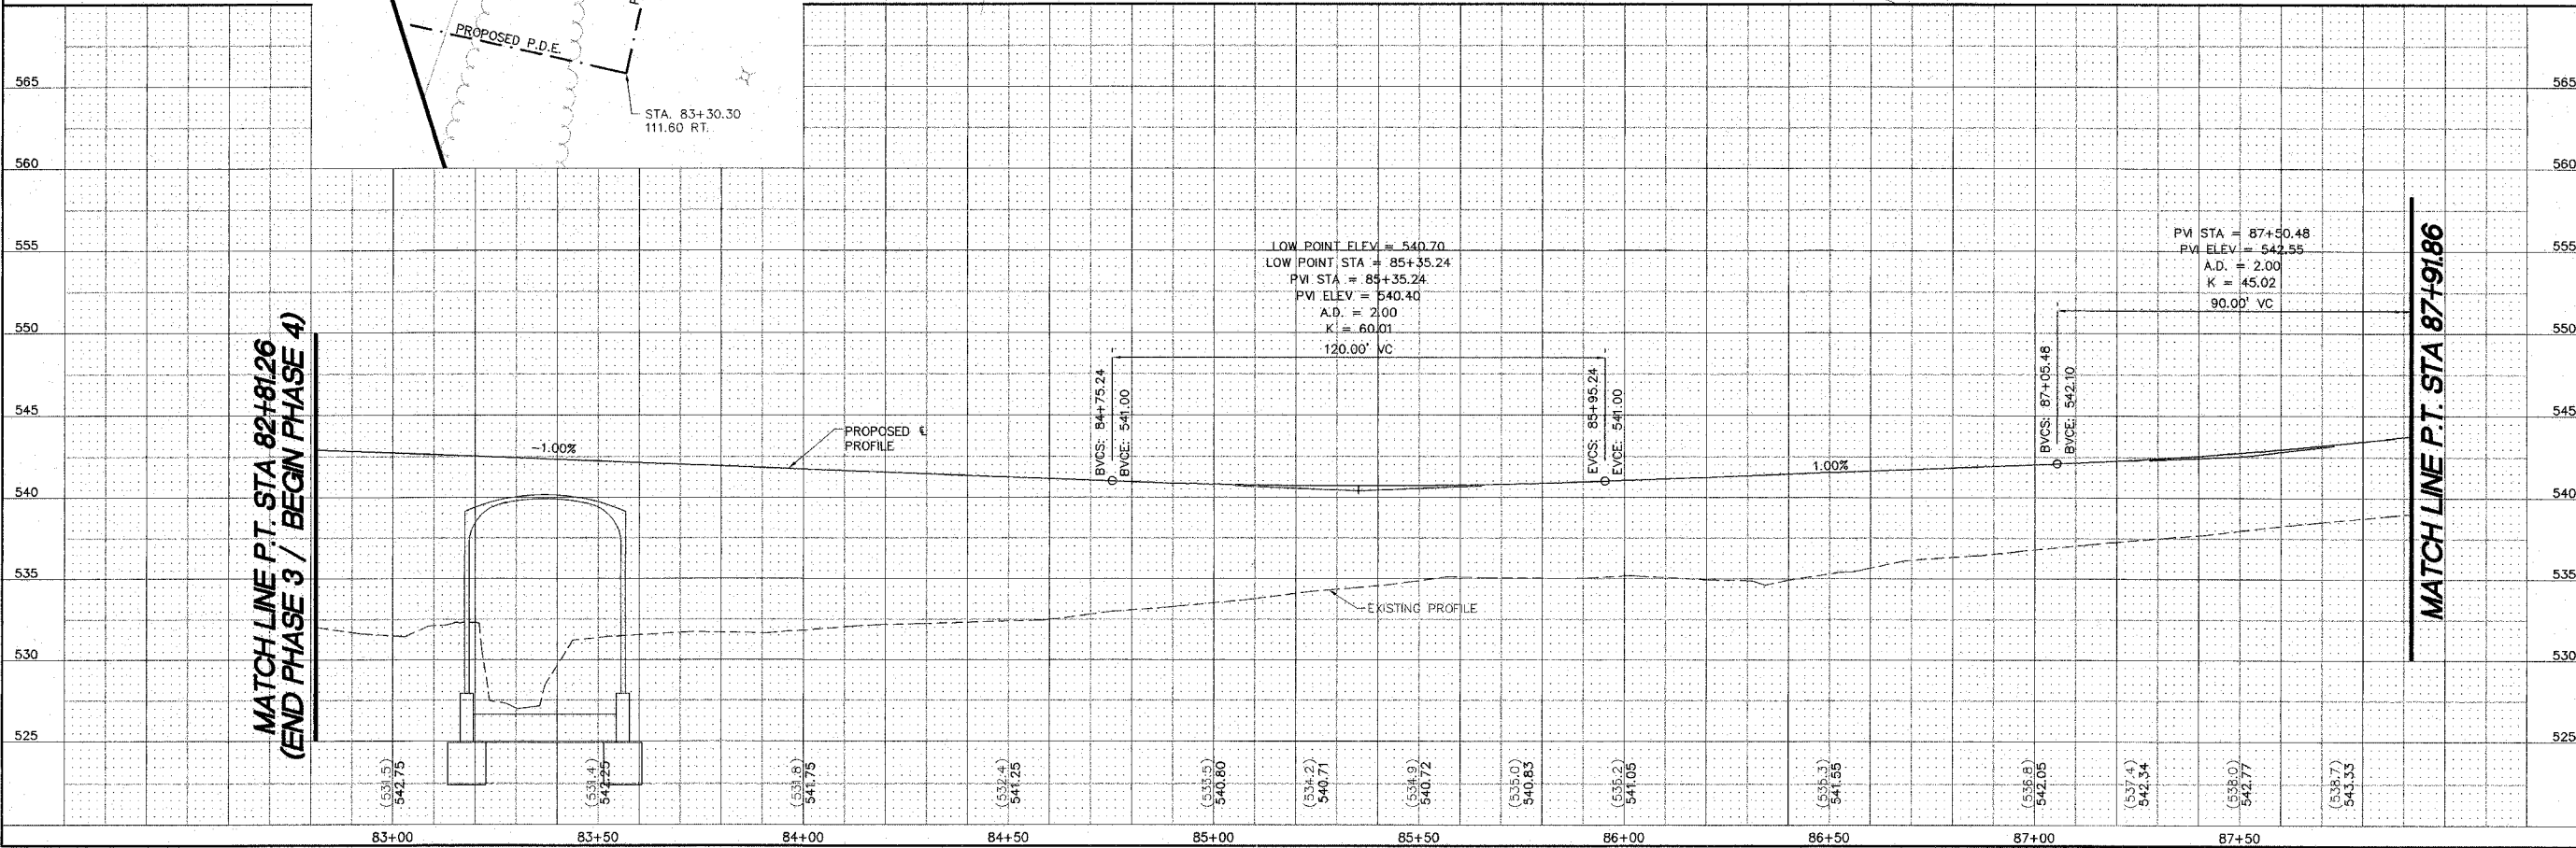 PROPOSED P.D.E.
STA. 83+30.30
111.60 RT.
565
565
560
560
555
555
550
550
545
545
540
540
535
535
530
530
525
525
MATCH LINE P.T. STA 82+81.26
(END PHASE 3 / BEGIN PHASE 4)
-1.00%
PROPOSED ℄
PROFILE
LOW POINT ELEV = 540.70
LOW POINT STA = 85+35.24
PVI STA = 85+35.24
PVI ELEV = 540.40
A.D. = 2.00
K = 60.01
120.00' VC
BVCS: 84+75.24
BVCE: 541.00
EVCS: 85+95.24
EVCE: 541.00
1.00%
EXISTING PROFILE
PVI STA = 87+50.48
PVI ELEV = 542.55
A.D. = 2.00
K = 45.02
90.00' VC
BVCS: 87+05.48
BVCE: 542.10
MATCH LINE P.T. STA 87+91.86
(531.5)
542.75
(531.4)
542.25
(531.8)
541.75
(532.4)
541.25
(533.5)
540.80
(534.2)
540.71
(534.9)
540.72
(535.0)
540.83
(535.2)
541.05
(535.3)
541.55
(536.8)
542.05
(537.4)
542.34
(538.0)
542.77
(538.7)
543.33
83+00
83+50
84+00
84+50
85+00
85+50
86+00
86+50
87+00
87+50